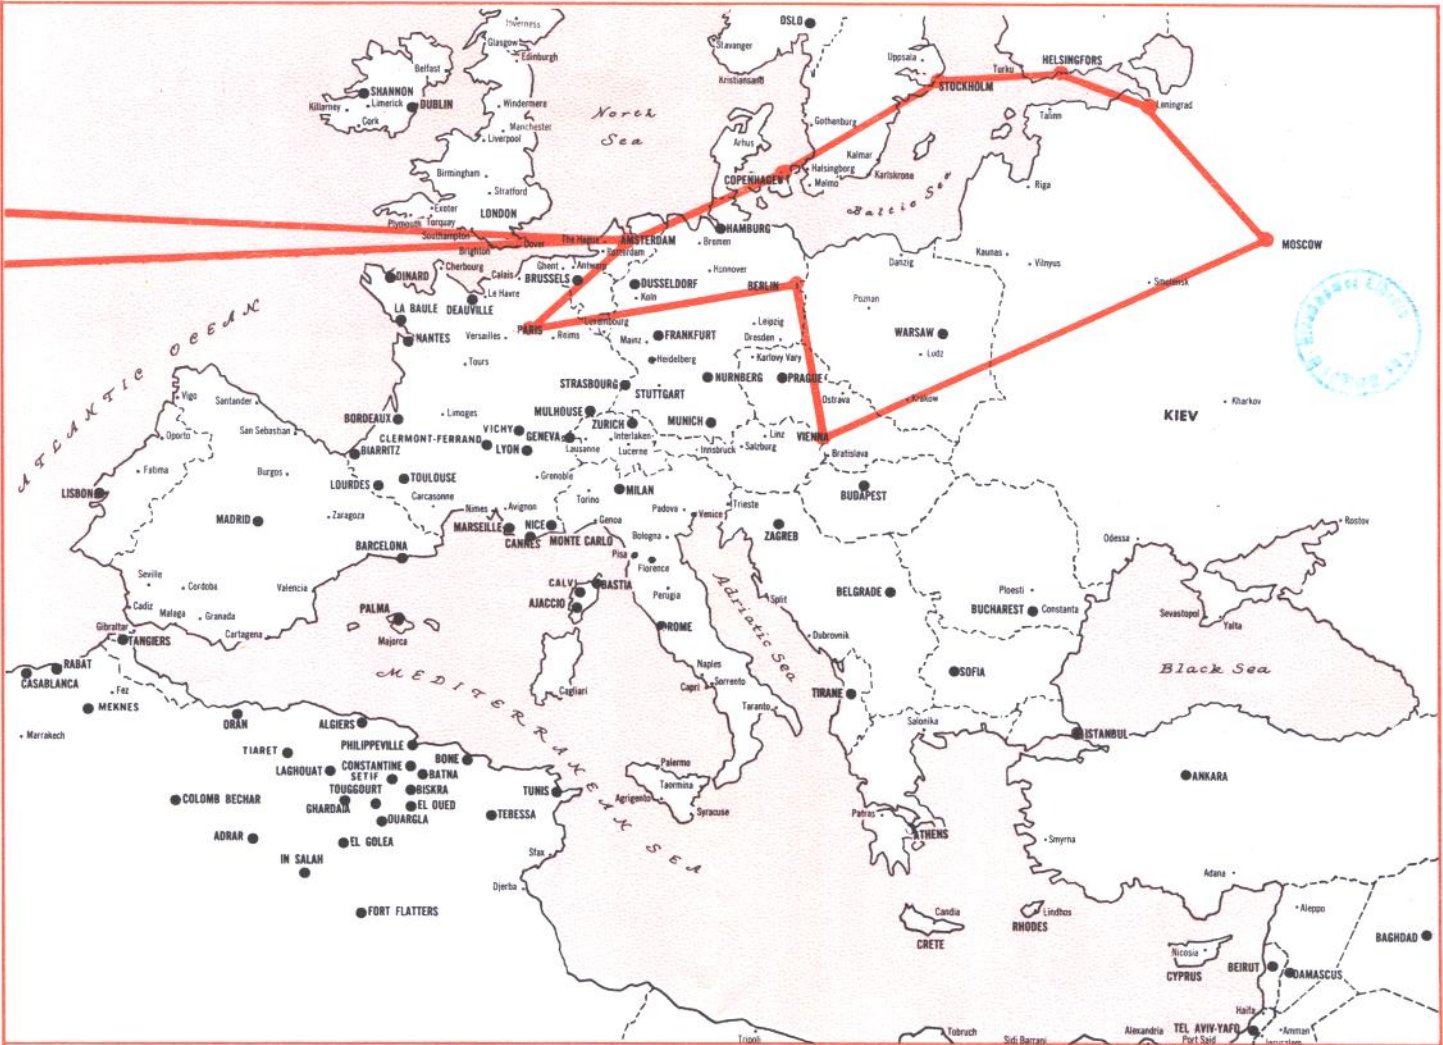 Inverness
OSLO
Glasgow
Edinburgh
Stavanger
Uppsala
Turku
HELSINGFORS
Belfast
Kristiansand
STOCKHOLM
SHANNON
Killarney
Limerick
DUBLIN
Windermere
North
Sea
Leningrad
Talinn
Cork
Manchester
Liverpool
Gothenburg
Arhus
Kalmar
Birmingham
Stratford
COPENHAGEN
Halsingborg
Malmo
Karlskrona
Riga
Baltic Sea
Exeter
LONDON
Plymouth
Torquay
Southampton
Brighton
Dover
The Hague
AMSTERDAM
Rotterdam
HAMBURG
Bremen
MOSCOW
Danzig
Kaunas
Vilnyus
DINARD
Cherbourg
Calais
Ghent
Antwerp
BRUSSELS
DUSSELDORF
Koln
Hannover
BERLIN
Smolensk
Poznan
Le Havre
LA BAULE
DEAUVILLE
ATLANTIC OCEAN
NANTES
Versailles
PARIS
Reims
Luxembourg
Mainz
FRANKFURT
Leipzig
Dresden
WARSAW
Ludz
Tours
Heidelberg
Karlovy Vary
STRASBOURG
STUTTGART
NURNBERG
PRAGUE
Vigo
Santander
Ostrava
Krakow
Kharkov
KIEV
BORDEAUX
Limoges
MULHOUSE
ZURICH
MUNICH
Oporto
San Sebastian
VICHY
CLERMONT-FERRAND
LYON
GENEVA
Lausanne
Interlaken
Lucerne
Innsbruck
Salzburg
Linz
VIENNA
Bratislava
BIARRITZ
Fatima
Burgos
LOURDES
TOULOUSE
Grenoble
LISBON
Carcasonne
Torino
MILAN
BUDAPEST
MADRID
Zaragoza
Nimes
Avignon
Padova
Venice
Trieste
MARSEILLE
NICE
CANNES
MONTE CARLO
Genoa
Bologna
ZAGREB
Rostov
Odessa
BARCELONA
Pisa
Florence
Seville
Cordoba
Valencia
CALVI
BASTIA
AJACCIO
Perugia
Adriatic Sea
Split
BELGRADE
Ploesti
BUCHAREST
Constanta
Sevastopol
Yalta
Cadiz
Malaga
Granada
PALMA
Majorca
ROME
Gibraltar
TANGIERS
Cartagena
Dubrovnik
RABAT
CASABLANCA
Fez
MEKNES
MEDITERRANEAN SEA
Cagliari
Naples
Capri
Sorrento
Taranto
TIRANE
SOFIA
Black Sea
Marrakech
ORAN
ALGIERS
Salonika
ISTANBUL
TIARET
PHILIPPEVILLE
BONE
LAGHOUAT
CONSTANTINE
SETIF
BATNA
Palermo
Taormina
ANKARA
COLOMB BECHAR
TOUGGOURT
GHARDAIA
BISKRA
EL OUED
TUNIS
Agrigento
Syracuse
OUARGLA
TEBESSA
Patras
ATHENS
ADRAR
EL GOLEA
Smyrna
IN SALAH
Sfax
Adana
Djerba
FORT FLATTERS
Candia
CRETE
Lindhos
RHODES
Aleppo
Nicosia
CYPRUS
BEIRUT
DAMASCUS
BAGHDAD
Haifa
Tripoli
Tobruch
Sidi Barrani
Alexandria
TEL AVIV-YAFO
Port Said
Amman
Jerusalem